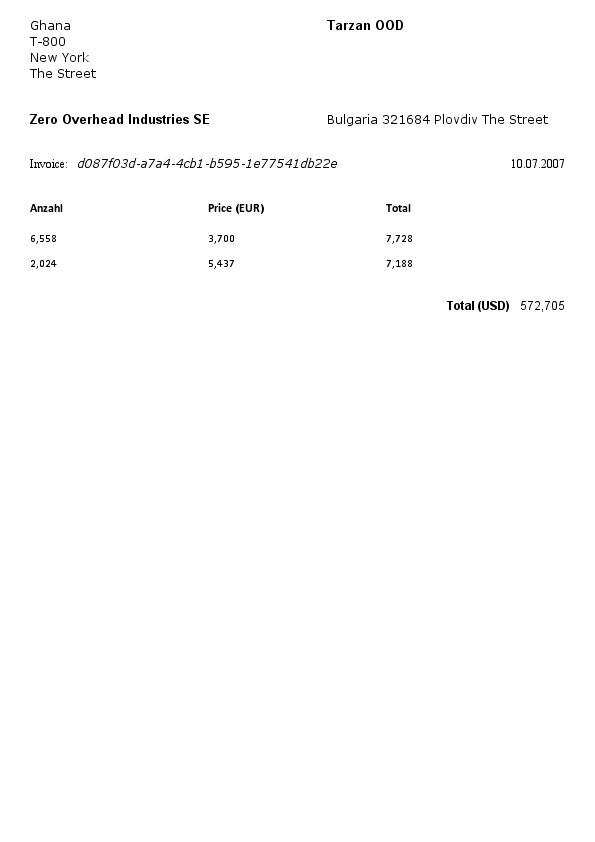 Ghana
T-800
New York
The Street
Tarzan OOD
Zero Overhead Industries SE
Bulgaria 321684 Plovdiv The Street
Invoice: d087f03d-a7a4-4cb1-b595-1e77541db22e 10.07.2007
Anzahl Price (EUR) Total
6,558 3,700 7,728
2,024 5,437 7,188
Total (USD) 572,705